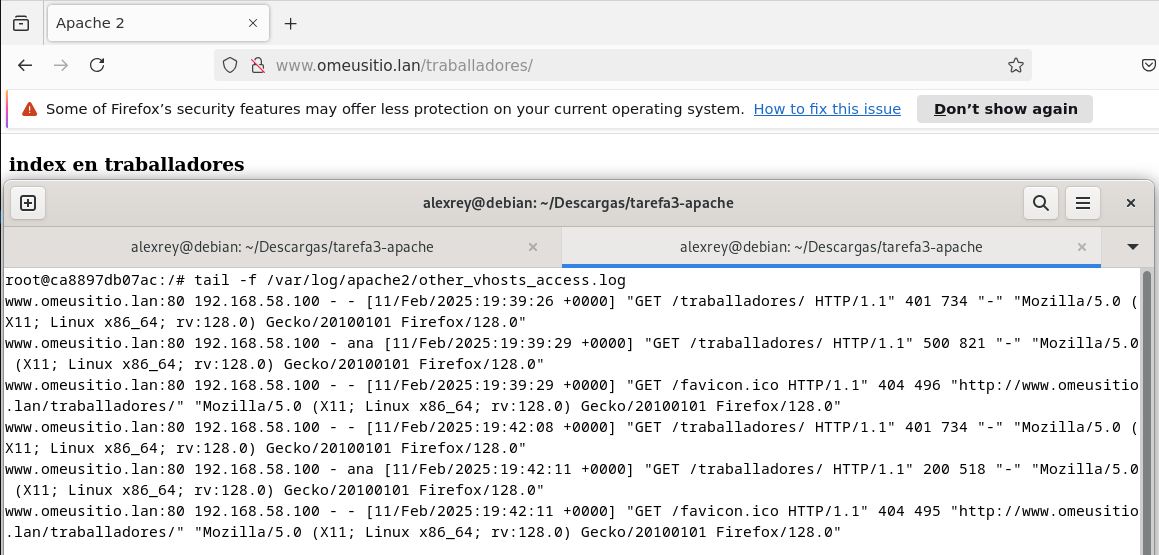 Apache 2
www.omeusitio.lan/traballadores/
Some of Firefox’s security features may offer less protection on your current operating system. How to fix this issue Don’t show again
index en traballadores
alexrey@debian: ~/Descargas/tarefa3-apache
alexrey@debian: ~/Descargas/tarefa3-apache alexrey@debian: ~/Descargas/tarefa3-apache
root@ca8897db07ac:/# tail -f /var/log/apache2/other_vhosts_access.log
www.omeusitio.lan:80 192.168.58.100 - - [11/Feb/2025:19:39:26 +0000] "GET /traballadores/ HTTP/1.1" 401 734 "-" "Mozilla/5.0 (
X11; Linux x86_64; rv:128.0) Gecko/20100101 Firefox/128.0"
www.omeusitio.lan:80 192.168.58.100 - ana [11/Feb/2025:19:39:29 +0000] "GET /traballadores/ HTTP/1.1" 500 821 "-" "Mozilla/5.0
(X11; Linux x86_64; rv:128.0) Gecko/20100101 Firefox/128.0"
www.omeusitio.lan:80 192.168.58.100 - - [11/Feb/2025:19:39:29 +0000] "GET /favicon.ico HTTP/1.1" 404 496 "http://www.omeusitio
.lan/traballadores/" "Mozilla/5.0 (X11; Linux x86_64; rv:128.0) Gecko/20100101 Firefox/128.0"
www.omeusitio.lan:80 192.168.58.100 - - [11/Feb/2025:19:42:08 +0000] "GET /traballadores/ HTTP/1.1" 401 734 "-" "Mozilla/5.0 (
X11; Linux x86_64; rv:128.0) Gecko/20100101 Firefox/128.0"
www.omeusitio.lan:80 192.168.58.100 - ana [11/Feb/2025:19:42:11 +0000] "GET /traballadores/ HTTP/1.1" 200 518 "-" "Mozilla/5.0
(X11; Linux x86_64; rv:128.0) Gecko/20100101 Firefox/128.0"
www.omeusitio.lan:80 192.168.58.100 - - [11/Feb/2025:19:42:11 +0000] "GET /favicon.ico HTTP/1.1" 404 495 "http://www.omeusitio
.lan/traballadores/" "Mozilla/5.0 (X11; Linux x86_64; rv:128.0) Gecko/20100101 Firefox/128.0"